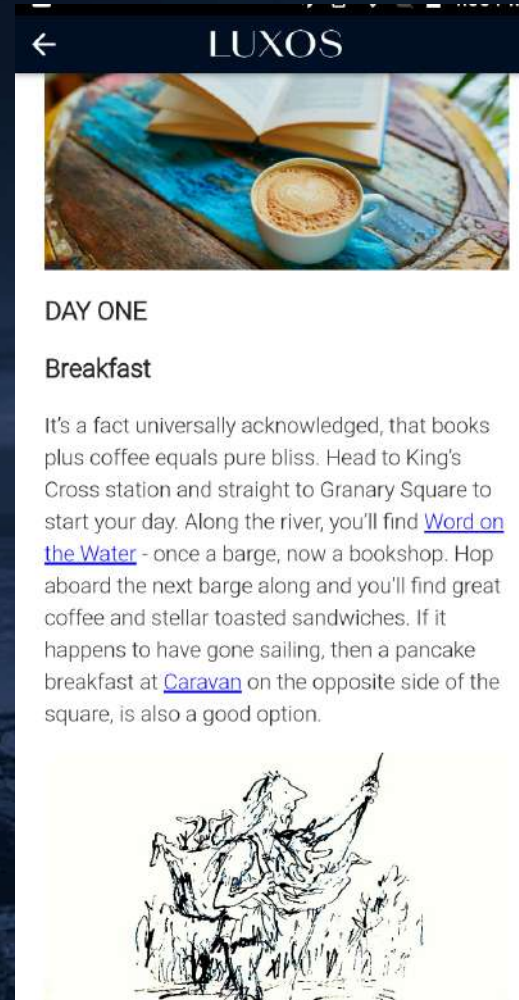 LUXOS
DAY ONE
Breakfast
It's a fact universally acknowledged, that books
plus coffee equals pure bliss. Head to King's
Cross station and straight to Granary Square to
start your day. Along the river, you'll find Word on
the Water - once a barge, now a bookshop. Hop
aboard the next barge along and you'll find great
coffee and stellar toasted sandwiches. If it
happens to have gone sailing, then a pancake
breakfast at Caravan on the opposite side of the
square, is also a good option.